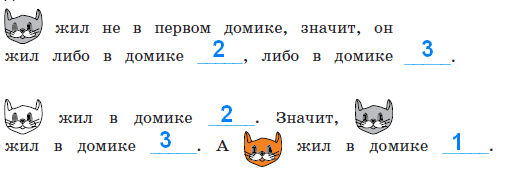 жил не в первом домике, значит, он
жил либо в домике 2, либо в домике 3.
жил в домике 2. Значит,
жил в домике 3. А жил в домике 1.